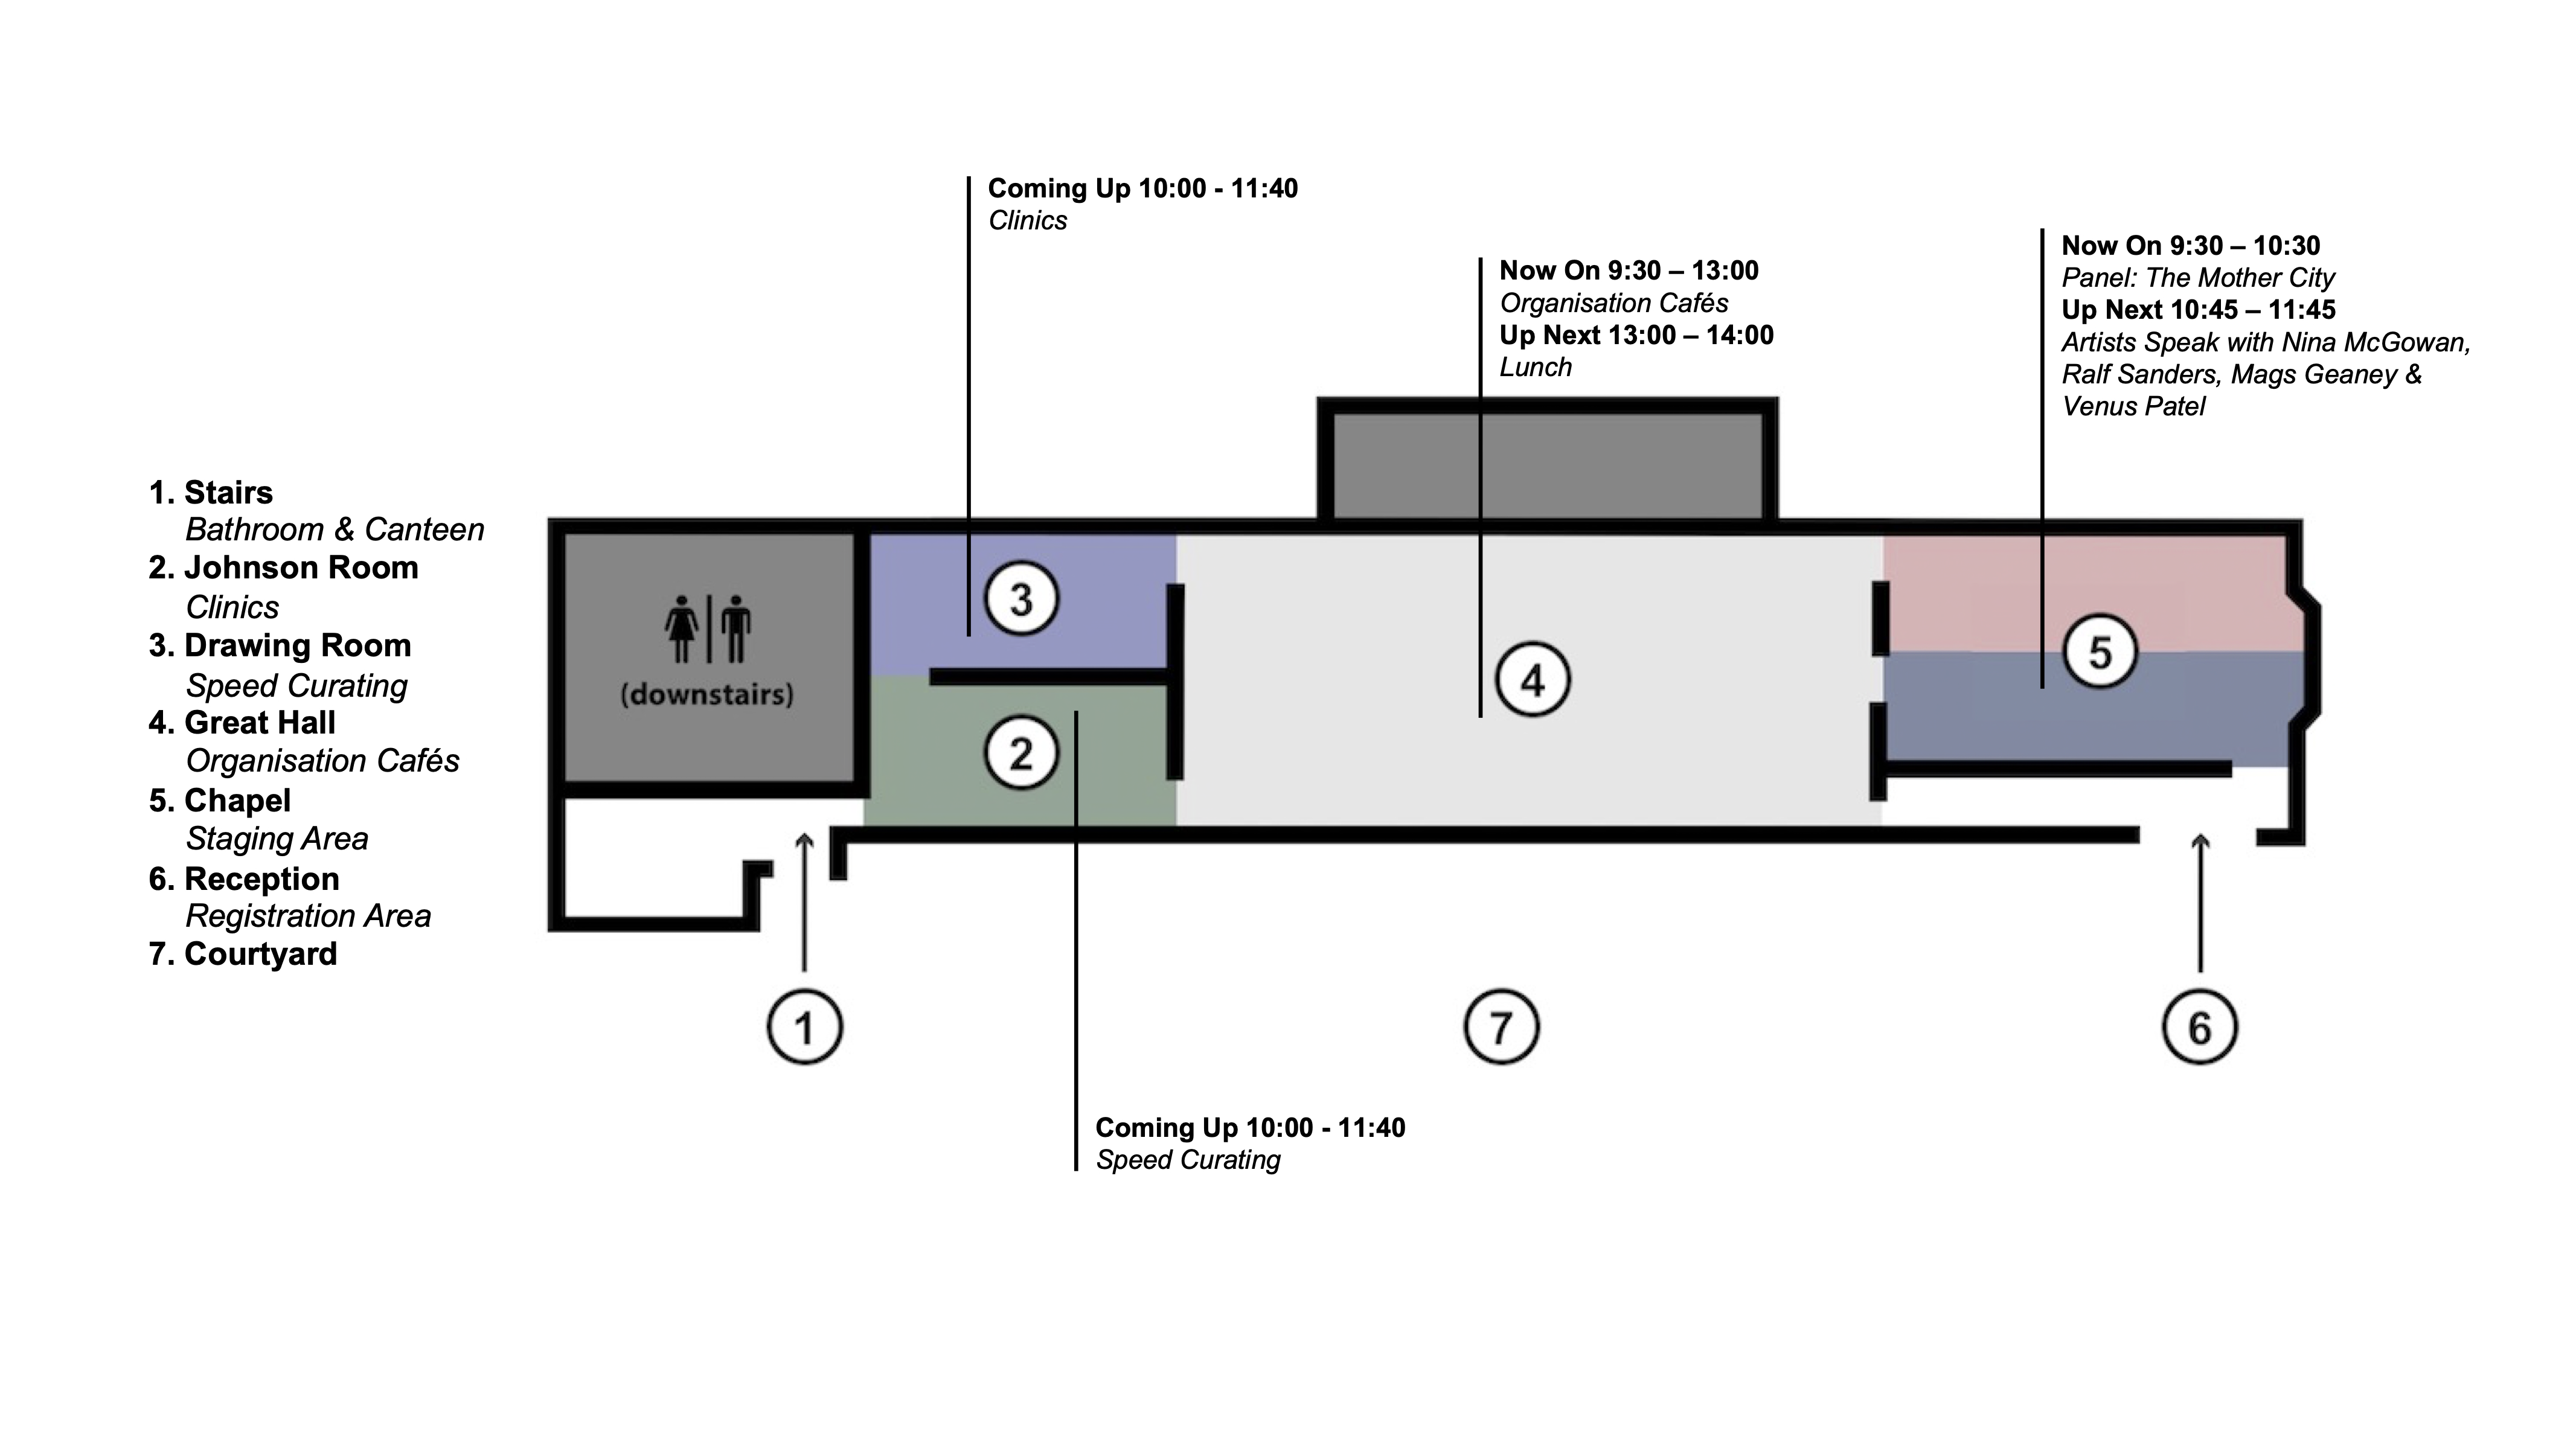 Coming Up 10:00 - 11:40
Clinics
Now On 9:30 – 13:00
Organisation Cafés
Up Next 13:00 – 14:00
Lunch
Now On 9:30 – 10:30
Panel: The Mother City
Up Next 10:45 – 11:45
Artists Speak with Nina McGowan,
Ralf Sanders, Mags Geaney &
Venus Patel
1. Stairs
Bathroom & Canteen
2. Johnson Room
Clinics
3. Drawing Room
Speed Curating
4. Great Hall
Organisation Cafés
5. Chapel
Staging Area
6. Reception
Registration Area
7. Courtyard
(downstairs)
3
2
4
5
1
7
6
Coming Up 10:00 - 11:40
Speed Curating